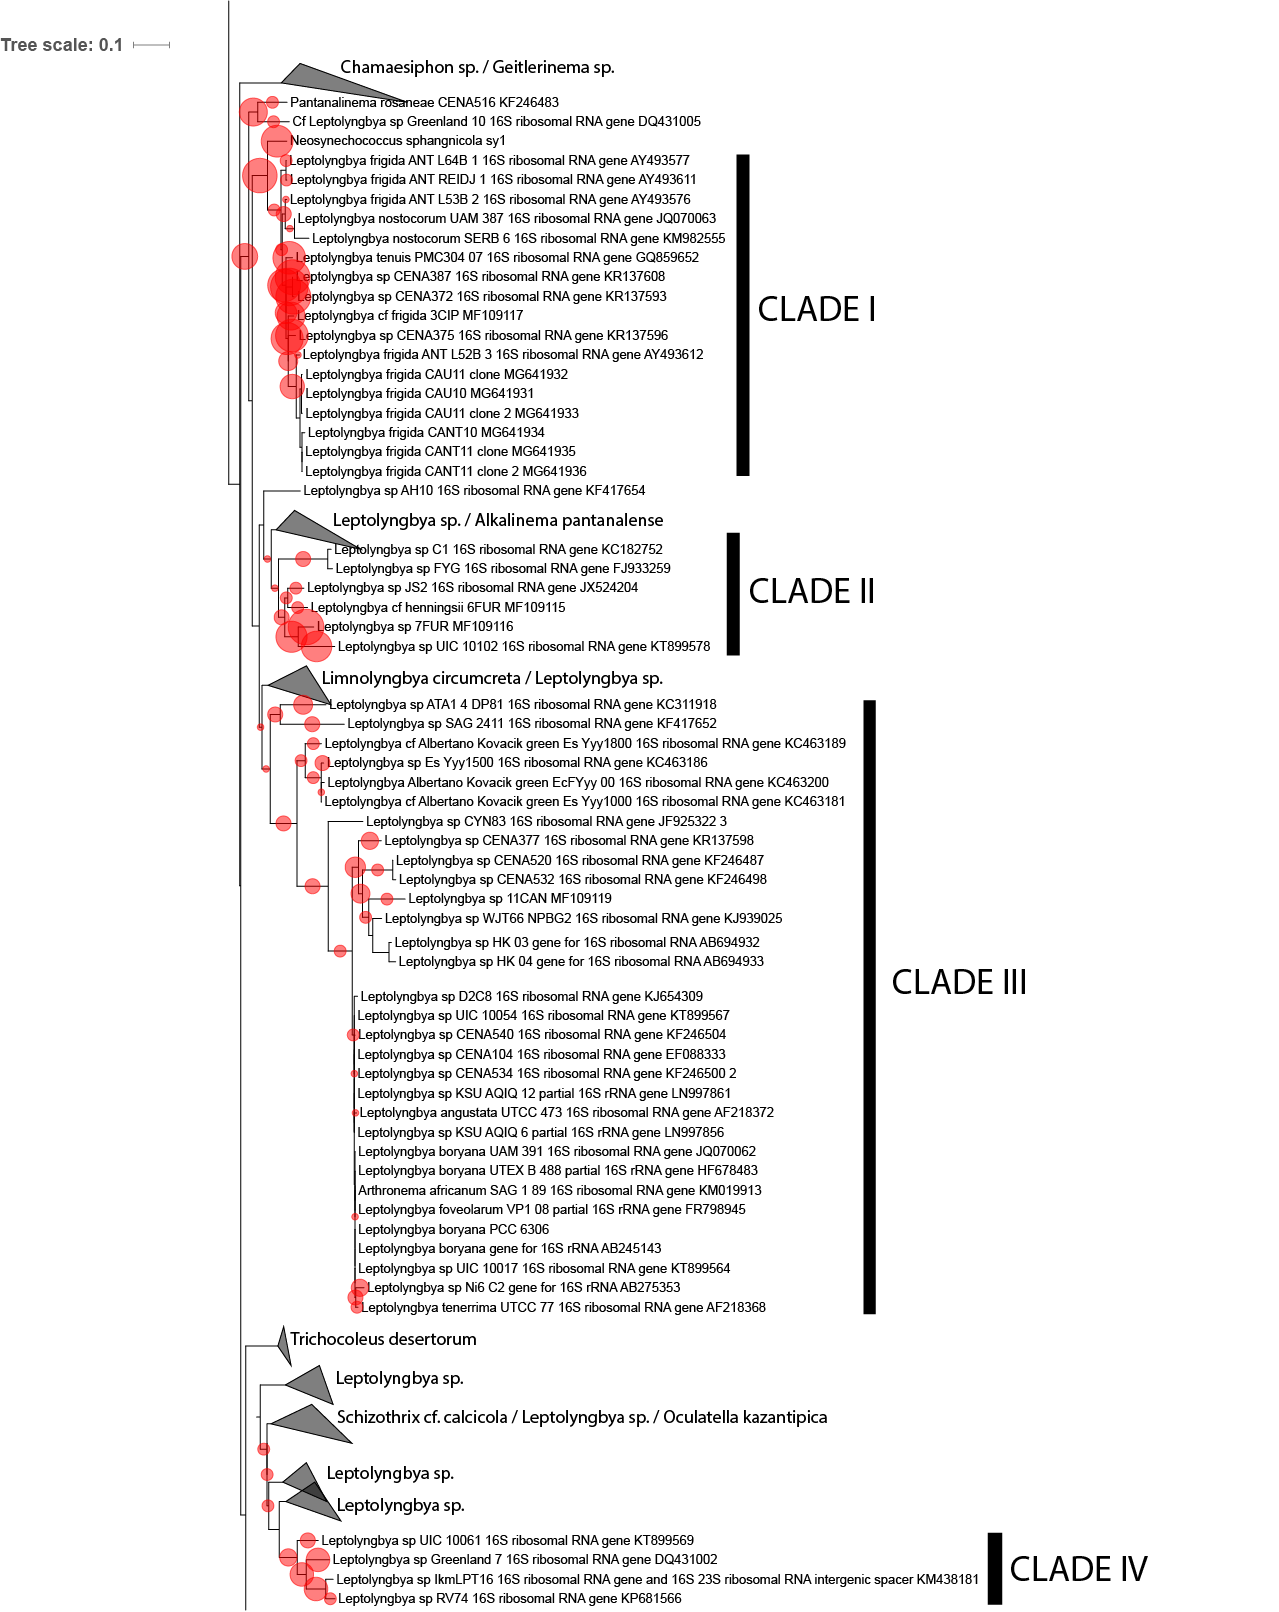 Tree scale: 0.1
Chamaesiphon sp. / Geitlerinema sp.
Pantanalinema rosaneae CENA516 KF246483
Cf Leptolyngbya sp Greenland 10 16S ribosomal RNA gene DQ431005
Neosynechococcus sphangnicola sy1
Leptolyngbya frigida ANT L64B 1 16S ribosomal RNA gene AY493577
Leptolyngbya frigida ANT REIDJ 1 16S ribosomal RNA gene AY493611
Leptolyngbya frigida ANT L53B 2 16S ribosomal RNA gene AY493576
Leptolyngbya nostocorum UAM 387 16S ribosomal RNA gene JQ070063
Leptolyngbya nostocorum SERB 6 16S ribosomal RNA gene KM982555
Leptolyngbya tenuis PMC304 07 16S ribosomal RNA gene GQ859652
Leptolyngbya sp CENA387 16S ribosomal RNA gene KR137608
Leptolyngbya sp CENA372 16S ribosomal RNA gene KR137593
CLADE I
Leptolyngbya cf frigida 3CIP MF109117
Leptolyngbya sp CENA375 16S ribosomal RNA gene KR137596
Leptolyngbya frigida ANT L52B 3 16S ribosomal RNA gene AY493612
Leptolyngbya frigida CAU11 clone MG641932
Leptolyngbya frigida CAU10 MG641931
Leptolyngbya frigida CAU11 clone 2 MG641933
Leptolyngbya frigida CANT10 MG641934
Leptolyngbya frigida CANT11 clone MG641935
Leptolyngbya frigida CANT11 clone 2 MG641936
Leptolyngbya sp AH10 16S ribosomal RNA gene KF417654
Leptolyngbya sp. / Alkalinema pantanalense
Leptolyngbya sp C1 16S ribosomal RNA gene KC182752
Leptolyngbya sp FYG 16S ribosomal RNA gene FJ933259
Leptolyngbya sp JS2 16S ribosomal RNA gene JX524204
CLADE II
Leptolyngbya cf henningsii 6FUR MF109115
Leptolyngbya sp 7FUR MF109116
Leptolyngbya sp UIC 10102 16S ribosomal RNA gene KT899578
Limnolyngbya circumcreta / Leptolyngbya sp.
Leptolyngbya sp ATA1 4 DP81 16S ribosomal RNA gene KC311918
Leptolyngbya sp SAG 2411 16S ribosomal RNA gene KF417652
Leptolyngbya cf Albertano Kovacik green Es Yyy1800 16S ribosomal RNA gene KC463189
Leptolyngbya sp Es Yyy1500 16S ribosomal RNA gene KC463186
Leptolyngbya Albertano Kovacik green EcFYyy 00 16S ribosomal RNA gene KC463200
Leptolyngbya cf Albertano Kovacik green Es Yyy1000 16S ribosomal RNA gene KC463181
Leptolyngbya sp CYN83 16S ribosomal RNA gene JF925322 3
Leptolyngbya sp CENA377 16S ribosomal RNA gene KR137598
Leptolyngbya sp CENA520 16S ribosomal RNA gene KF246487
Leptolyngbya sp CENA532 16S ribosomal RNA gene KF246498
Leptolyngbya sp 11CAN MF109119
Leptolyngbya sp WJT66 NPBG2 16S ribosomal RNA gene KJ939025
Leptolyngbya sp HK 03 gene for 16S ribosomal RNA AB694932
Leptolyngbya sp HK 04 gene for 16S ribosomal RNA AB694933
CLADE III
Leptolyngbya sp D2C8 16S ribosomal RNA gene KJ654309
Leptolyngbya sp UIC 10054 16S ribosomal RNA gene KT899567
Leptolyngbya sp CENA540 16S ribosomal RNA gene KF246504
Leptolyngbya sp CENA104 16S ribosomal RNA gene EF088333
Leptolyngbya sp CENA534 16S ribosomal RNA gene KF246500 2
Leptolyngbya sp KSU AQIQ 12 partial 16S rRNA gene LN997861
Leptolyngbya angustata UTCC 473 16S ribosomal RNA gene AF218372
Leptolyngbya sp KSU AQIQ 6 partial 16S rRNA gene LN997856
Leptolyngbya boryana UAM 391 16S ribosomal RNA gene JQ070062
Leptolyngbya boryana UTEX B 488 partial 16S rRNA gene HF678483
Arthronema africanum SAG 1 89 16S ribosomal RNA gene KM019913
Leptolyngbya foveolarum VP1 08 partial 16S rRNA gene FR798945
Leptolyngbya boryana PCC 6306
Leptolyngbya boryana gene for 16S rRNA AB245143
Leptolyngbya sp UIC 10017 16S ribosomal RNA gene KT899564
Leptolyngbya sp Ni6 C2 gene for 16S rRNA AB275353
Leptolyngbya tenerrima UTCC 77 16S ribosomal RNA gene AF218368
Trichocoleus desertorum
Leptolyngbya sp.
Schizothrix cf. calcicola / Leptolyngbya sp. / Oculatella kazantipica
Leptolyngbya sp.
Leptolyngbya sp.
Leptolyngbya sp UIC 10061 16S ribosomal RNA gene KT899569
Leptolyngbya sp Greenland 7 16S ribosomal RNA gene DQ431002
CLADE IV
Leptolyngbya sp IkmLPT16 16S ribosomal RNA gene and 16S 23S ribosomal RNA intergenic spacer KM438181
Leptolyngbya sp RV74 16S ribosomal RNA gene KP681566